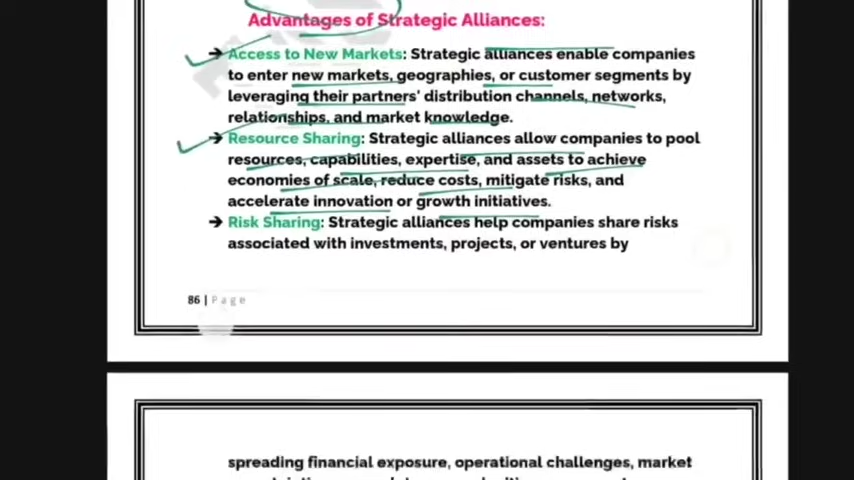 Advantages of Strategic Alliances:
→ Access to New Markets: Strategic alliances enable companies
to enter new markets, geographies, or customer segments by
leveraging their partners' distribution channels, networks,
relationships, and market knowledge.
→ Resource Sharing: Strategic alliances allow companies to pool
resources, capabilities, expertise, and assets to achieve
economies of scale, reduce costs, mitigate risks, and
accelerate innovation or growth initiatives.
→ Risk Sharing: Strategic alliances help companies share risks
associated with investments, projects, or ventures by
86 | Page
spreading financial exposure, operational challenges, market